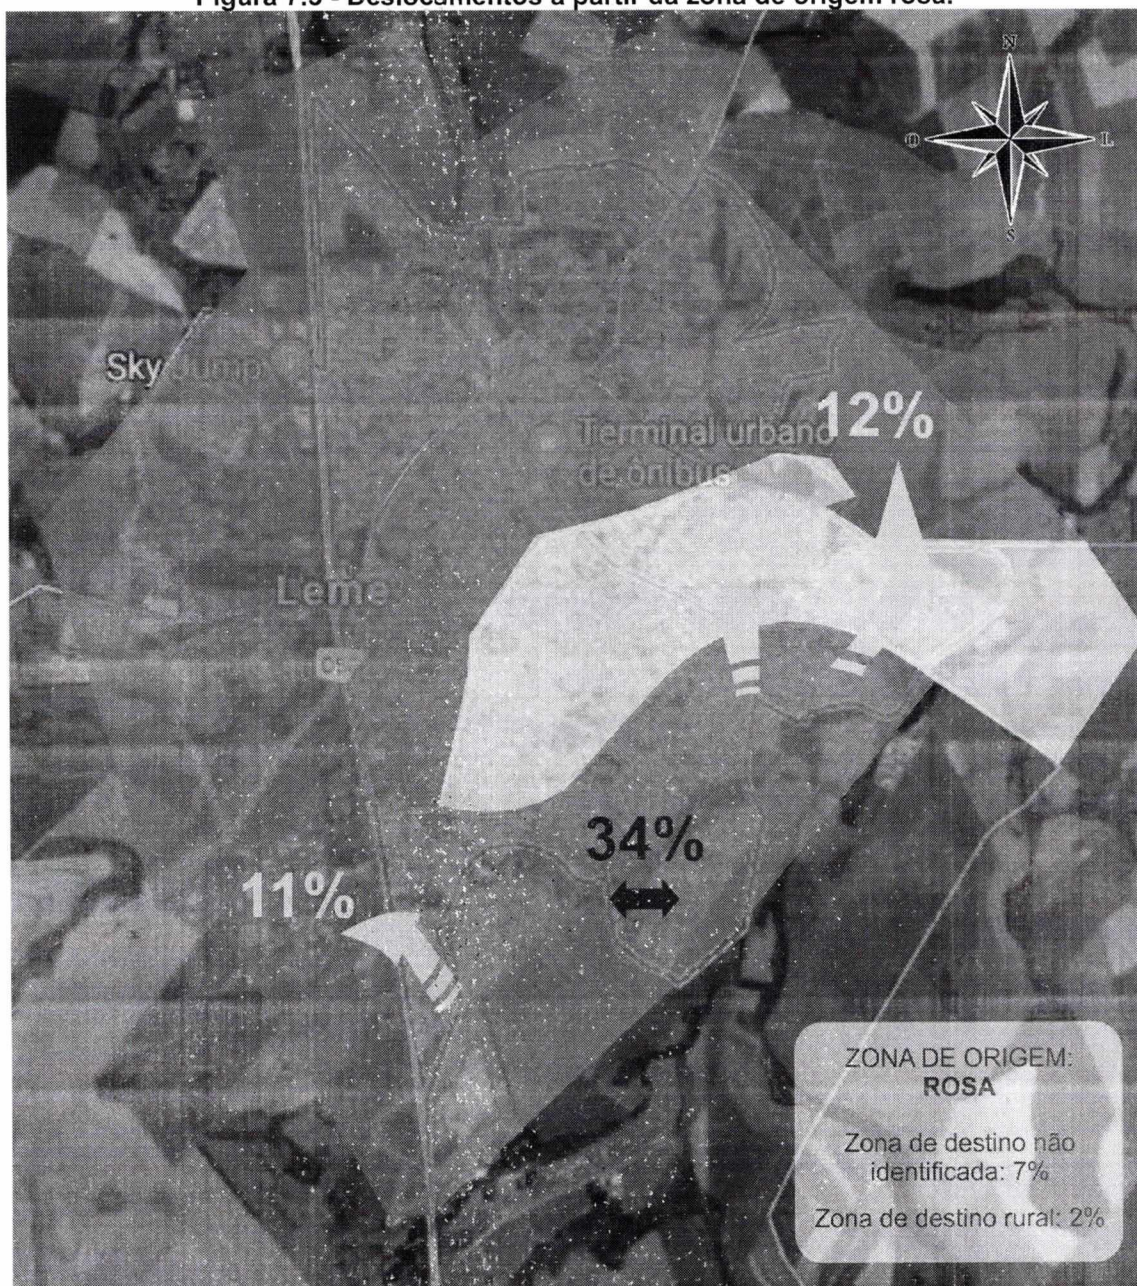 Figura 7.5 - Deslocamentos a partir da zona de origem rosa.
N
O
L
S
Sky Jump
12%
Terminal urbano
de ônibus
Leme
34%
11%
ZONA DE ORIGEM:
ROSA
Zona de destino não
identificada: 7%
Zona de destino rural: 2%